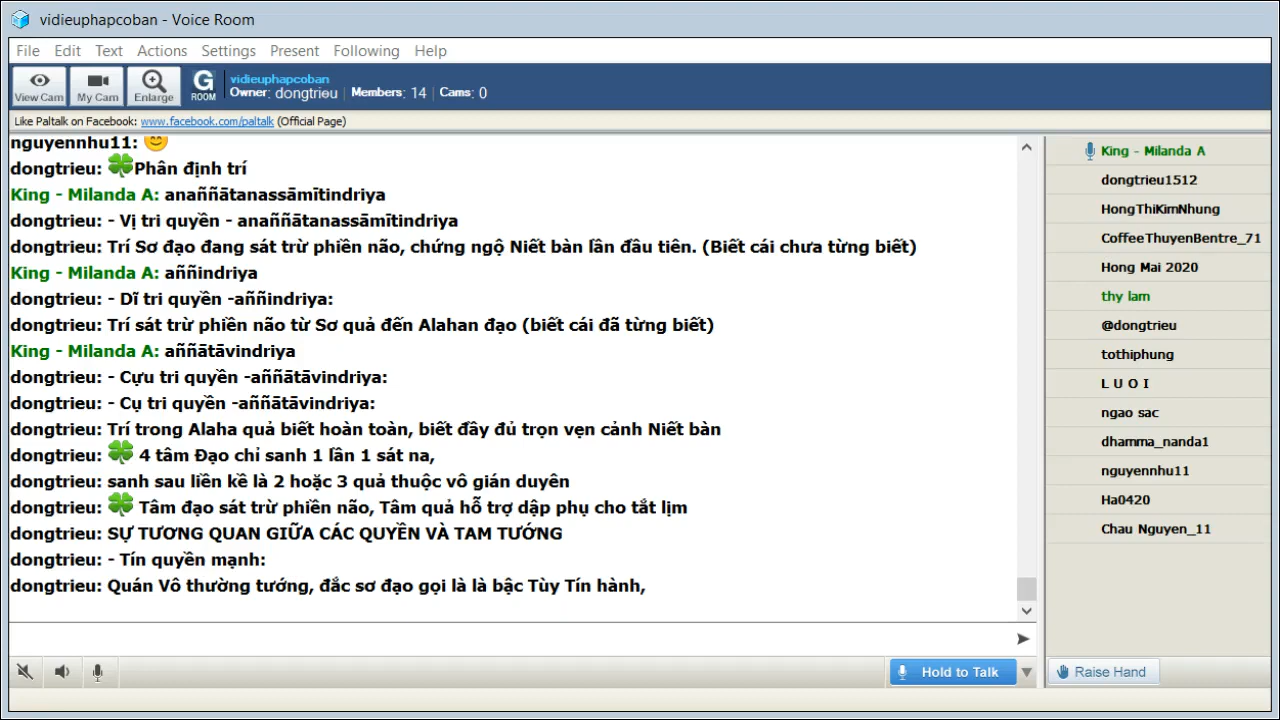 vidieuphapcoban - Voice Room
File Edit Text Actions Settings Present Following Help
View Cam My Cam Enlarge G ROOM
vidieuphapcoban
Owner: dongtrieu | Members: 14 | Cams: 0
Like Paltalk on Facebook: www.facebook.com/paltalk (Official Page)
nguyennhu11: 😊
dongtrieu: 🍀Phân định trí
King - Milanda A: anaññātanassāmītindriya
dongtrieu: - Vị tri quyền - anaññātanassāmītindriya
dongtrieu: Trí Sơ đạo đang sát trừ phiền não, chứng ngộ Niết bàn lần đầu tiên. (Biết cái chưa từng biết)
King - Milanda A: aññindriya
dongtrieu: - Dĩ tri quyền -aññindriya:
dongtrieu: Trí sát trừ phiền não từ Sơ quả đến Alahan đạo (biết cái đã từng biết)
King - Milanda A: aññātāvindriya
dongtrieu: - Cựu tri quyền -aññātāvindriya:
dongtrieu: - Cụ tri quyền -aññātāvindriya:
dongtrieu: Trí trong Alaha quả biết hoàn toàn, biết đầy đủ trọn vẹn cảnh Niết bàn
dongtrieu: 🍀 4 tâm Đạo chỉ sanh 1 lần 1 sát na,
dongtrieu: sanh sau liền kề là 2 hoặc 3 quả thuộc vô gián duyên
dongtrieu: 🍀 Tâm đạo sát trừ phiền não, Tâm quả hỗ trợ dập phụ cho tắt lịm
dongtrieu: SỰ TƯƠNG QUAN GIỮA CÁC QUYỀN VÀ TAM TƯỚNG
dongtrieu: - Tín quyền mạnh:
dongtrieu: Quán Vô thường tướng, đắc sơ đạo gọi là là bậc Tùy Tín hành,
King - Milanda A
dongtrieu1512
HongThiKimNhung
CoffeeThuyenBentre_71
Hong Mai 2020
thy lam
@dongtrieu
tothiphung
L U O I
ngao sac
dhamma_nanda1
nguyennhu11
Ha0420
Chau Nguyen_11
Hold to Talk
Raise Hand